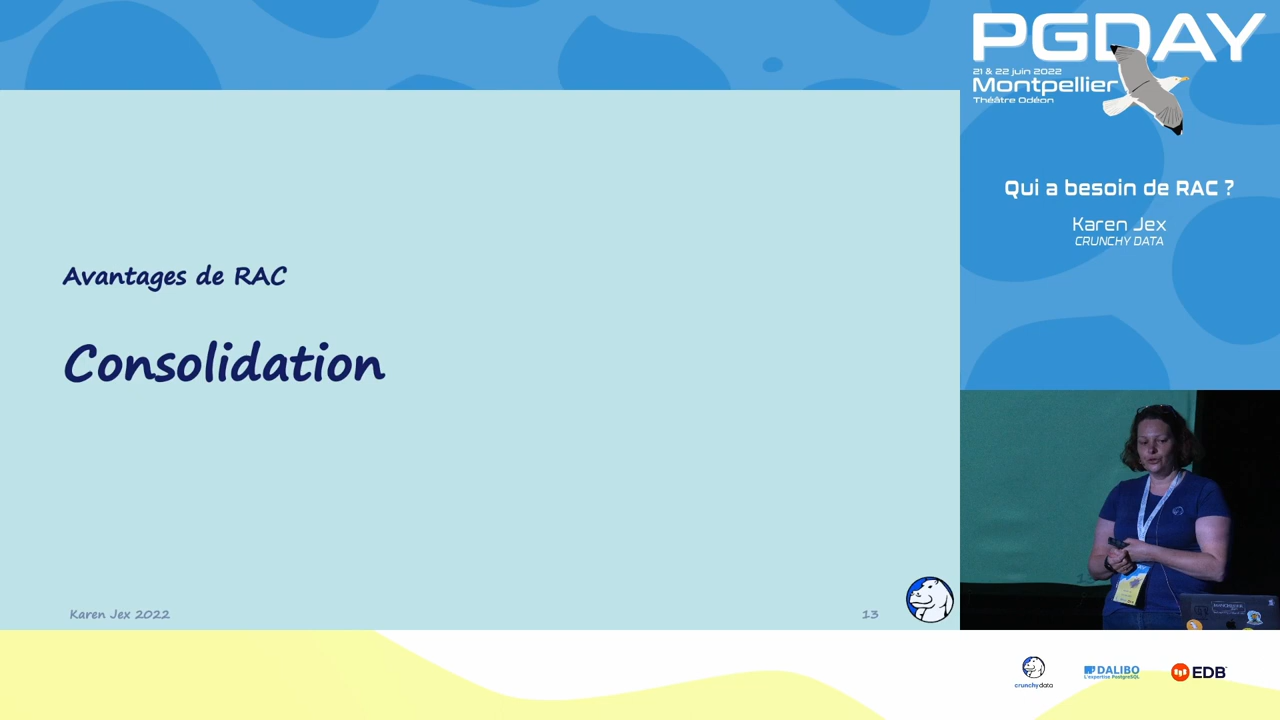 Avantages de RAC
Consolidation
Karen Jex 2022
13
PGDAY
21 & 22 juin 2022
Montpellier
Théâtre Odéon
Qui a besoin de RAC ?
Karen Jex
CRUNCHY DATA
crunchydata
DALIBO
L'expertise PostgreSQL
EDB